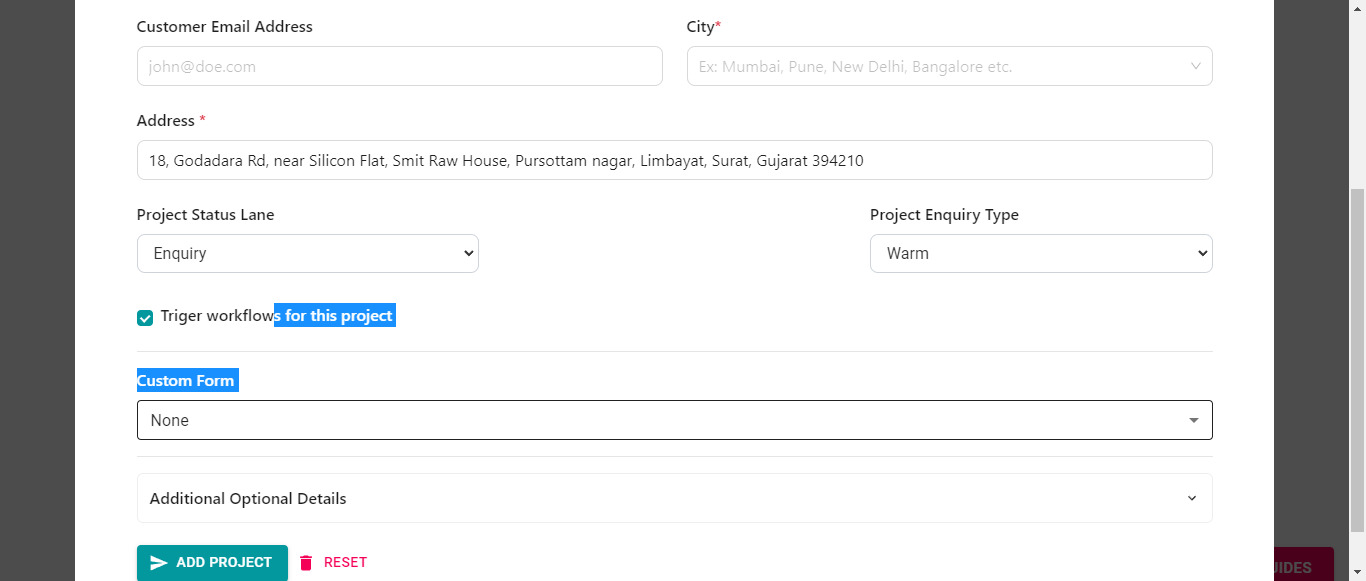 Customer Email Address
City*
john@doe.com
Ex: Mumbai, Pune, New Delhi, Bangalore etc.
Address *
18, Godadara Rd, near Silicon Flat, Smit Raw House, Pursottam nagar, Limbayat, Surat, Gujarat 394210
Project Status Lane
Project Enquiry Type
Enquiry
Warm
Triger workflows for this project
Custom Form
None
Additional Optional Details
ADD PROJECT
RESET